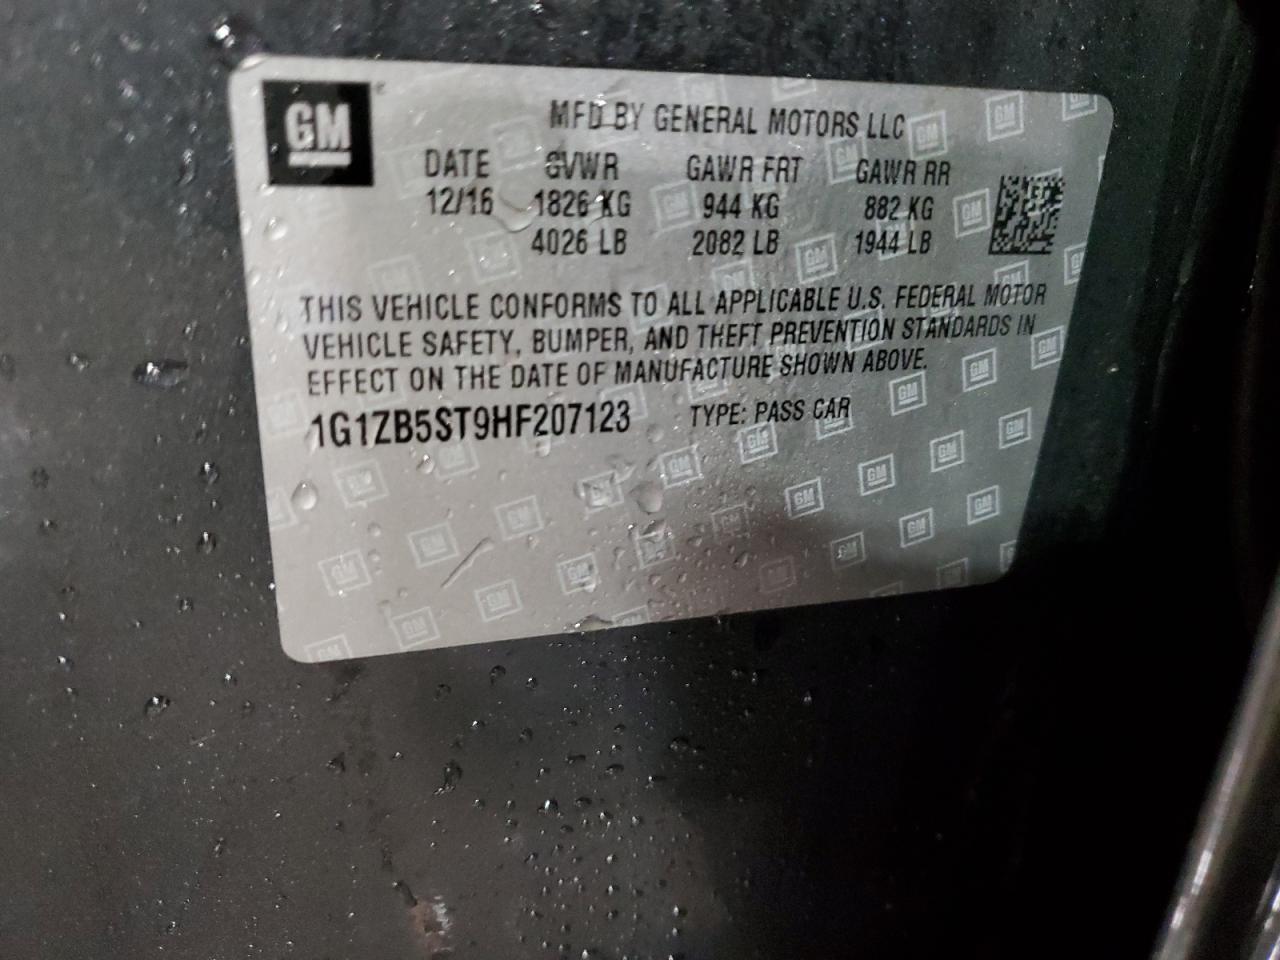 GM
MFD BY GENERAL MOTORS LLC
DATE GVWR GAWR FRT GAWR RR
12/16 1826 KG 944 KG 882 KG
4026 LB 2082 LB 1944 LB
THIS VEHICLE CONFORMS TO ALL APPLICABLE U.S. FEDERAL MOTOR
VEHICLE SAFETY, BUMPER, AND THEFT PREVENTION STANDARDS IN
EFFECT ON THE DATE OF MANUFACTURE SHOWN ABOVE.
1G1ZB5ST9HF207123 TYPE: PASS CAR